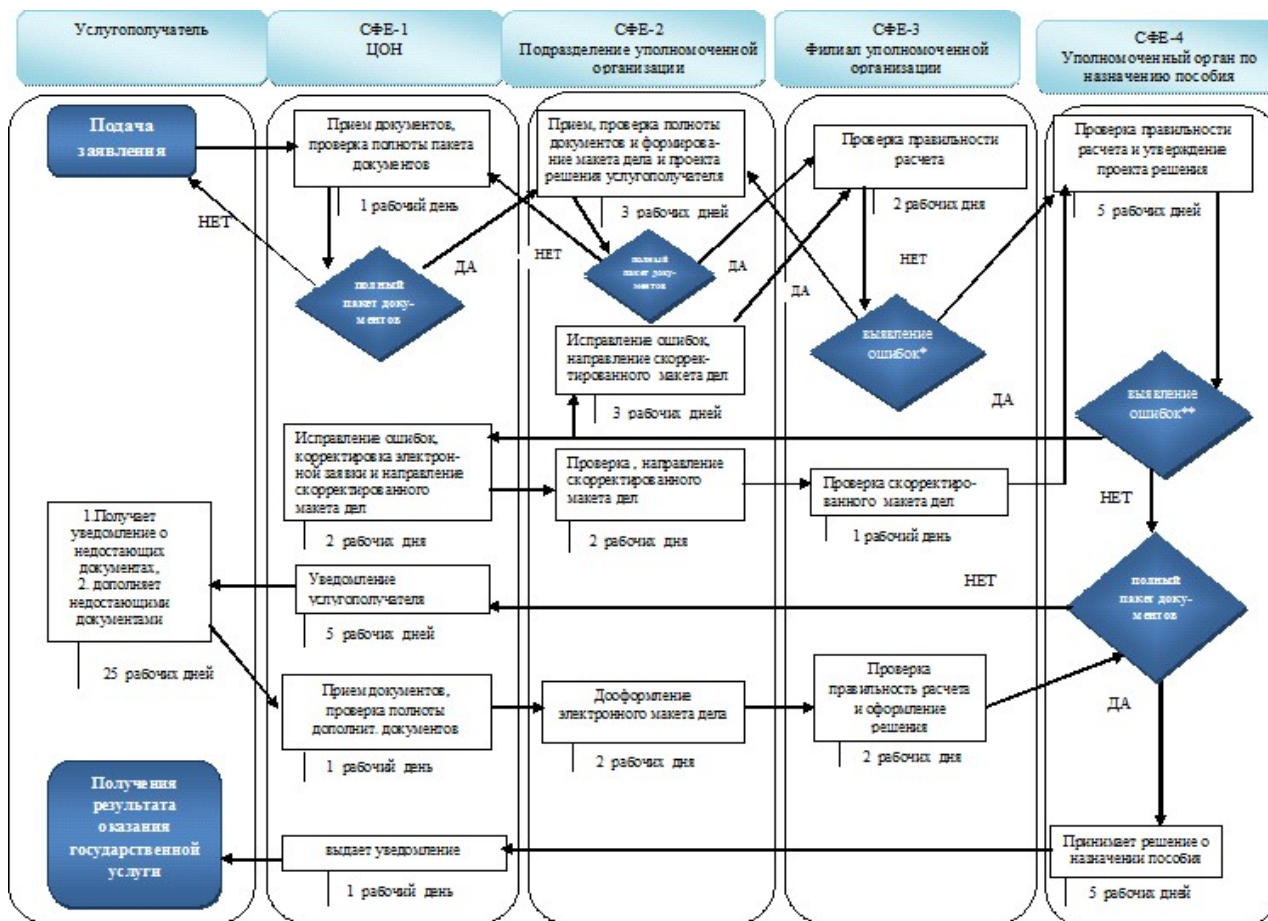 Услугополучатель
СФЕ-1
ЦОН
СФЕ-2
Подразделение уполномоченной
организации
СФЕ-3
Филиал уполномоченной
организации
СФЕ-4
Уполномоченный орган по
назначению пособия
Подача
заявления
Прием документов,
проверка полноты пакета
документов
1 рабочий день
Прием, проверка полноты
документов и формирова-
ние макета дела и проекта
решения услугополучателя
3 рабочих дней
Проверка правильности
расчета
2 рабочих дня
Проверка правильности
расчета и утверждение
проекта решения
5 рабочих дней
НЕТ
полный
пакет доку-
ментов
ДА
НЕТ
полный
пакет доку-
ментов
ДА
ДА
НЕТ
выявление
ошибок*
Исправление ошибок,
направление скоррек-
тированного макета дел
3 рабочих дней
ДА
выявление
ошибок**
НЕТ
Исправление ошибок,
корректировка электрон-
ной заявки и направление
скорректированного
макета дел
2 рабочих дня
Проверка , направление
скорректированного
макета дел
2 рабочих дня
Проверка скорректиро-
ванного макета дел
1 рабочий день
1.Получает
уведомление о
недостающих
документах,
2. дополняет
недостающими
документами
25 рабочих дней
Уведомление
услугополучателя
5 рабочих дней
НЕТ
полный
пакет доку-
ментов
ДА
Прием документов,
проверка полноты
дополнит. документов
1 рабочий день
Дооформление
электронного макета дела
2 рабочих дня
Проверка
правильность расчета
и оформление
решения
2 рабочих дня
Получения
результата
оказания
государственной
услуги
выдает уведомление
1 рабочий день
Принимает решение о
назначении пособия
5 рабочих дней